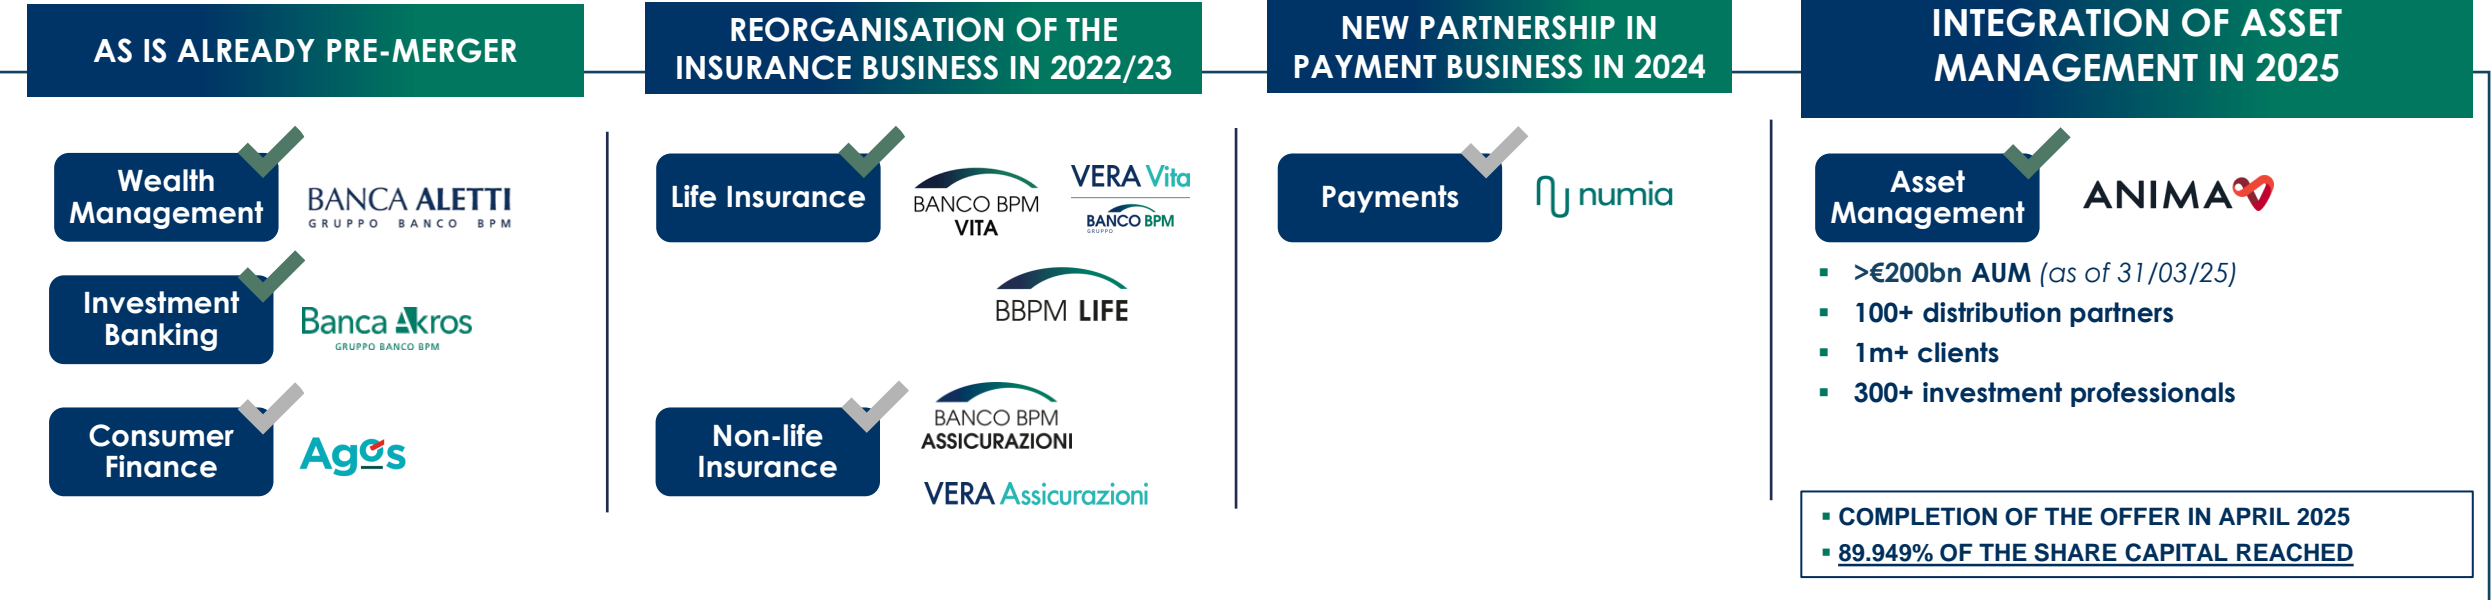 AS IS ALREADY PRE-MERGER
Wealth
Management
BANCA ALETTI
GRUPPO BANCO BPM
Investment
Banking
Banca Akros
GRUPPO BANCO BPM
Consumer
Finance
Agos
REORGANISATION OF THE
INSURANCE BUSINESS IN 2022/23
Life Insurance
BANCO BPM
VITA
VERA Vita
BANCO BPM
GRUPPO
BBPM LIFE
Non-life
Insurance
BANCO BPM
ASSICURAZIONI
VERA Assicurazioni
NEW PARTNERSHIP IN
PAYMENT BUSINESS IN 2024
Payments
numia
INTEGRATION OF ASSET
MANAGEMENT IN 2025
Asset
Management
ANIMA
▪ >€200bn AUM (as of 31/03/25)
▪ 100+ distribution partners
▪ 1m+ clients
▪ 300+ investment professionals
▪ COMPLETION OF THE OFFER IN APRIL 2025
▪ 89.949% OF THE SHARE CAPITAL REACHED